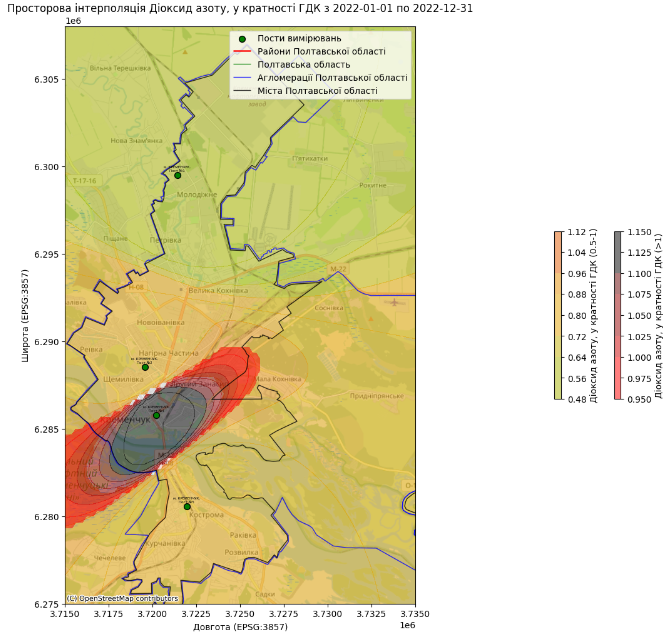 Просторова інтерполяція Діоксид азоту, у кратності ГДК з 2022-01-01 по 2022-12-31
1e6
Пости вимірювань
Райони Полтавської області
Полтавська область
Агломерації Полтавської області
Міста Полтавської області
6.305
6.300
6.295
6.290
6.285
6.280
6.275
Широта (EPSG:3857)
Вільна Терешківка
Нова Знам'янка
П'ятихатки
Рокитне
Т-17-16
Молодіжне
Піщане
Петрівка
М-22
Н-08
Велика Кохнівка
Новоіванівка
Нагірна Частина
Щемилівка
Мала Кохнівка
Придніпрянське
Кострома
Раківка
Розвилка
Чечелеве
(C) OpenStreetMap contributors
3.7150
3.7175
3.7200
3.7225
3.7250
3.7275
3.7300
3.7325
3.7350
1e6
Довгота (EPSG:3857)
1.12
1.04
0.96
0.88
0.80
0.72
0.64
0.56
0.48
Діоксид азоту, у кратності ГДК (0.5-1)
1.150
1.125
1.100
1.075
1.050
1.025
1.000
0.975
0.950
Діоксид азоту, у кратності ГДК (>1)